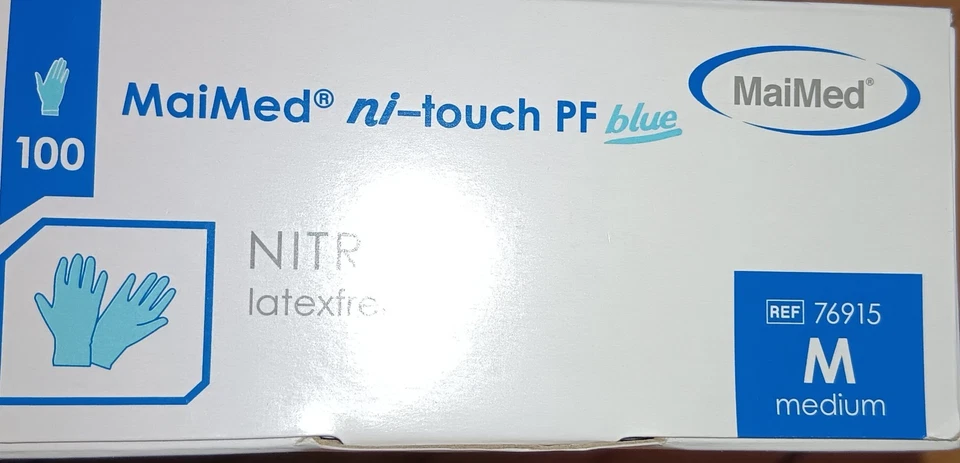 MaiMed® ni-touch PF blue
MaiMed®
100
REF 76915
M
medium